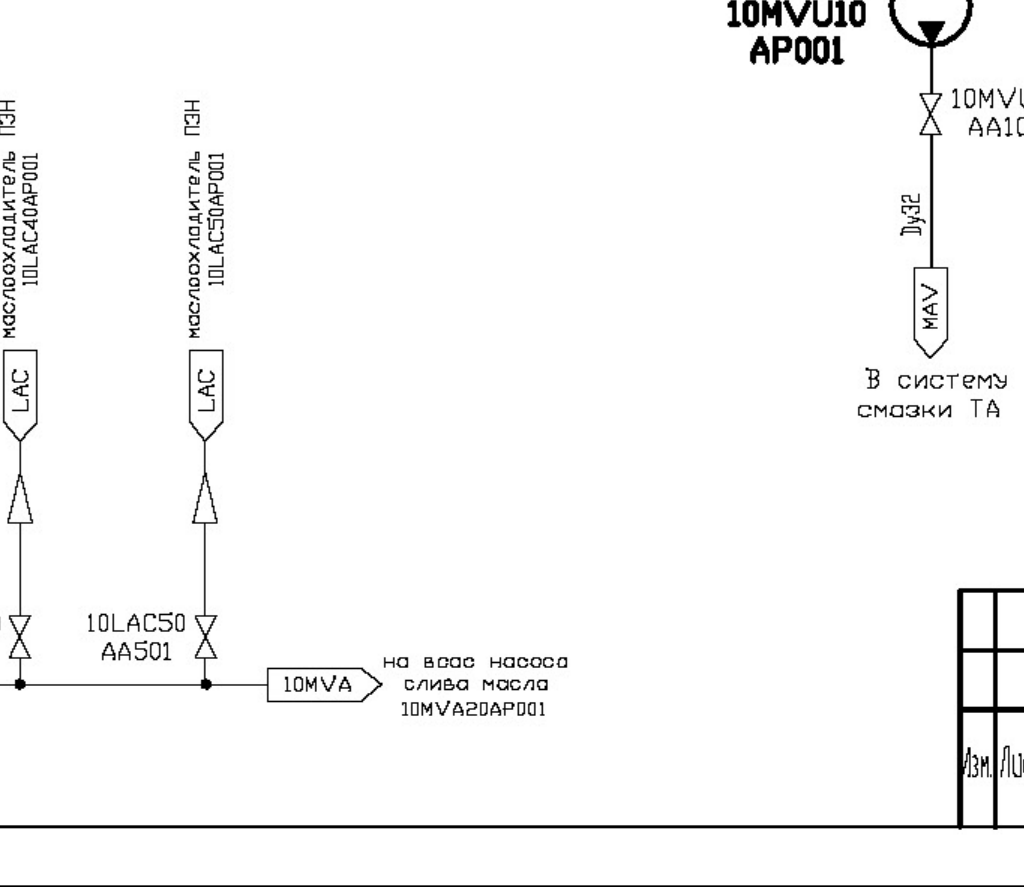 10MVU10
AP001
10MVU
AA10
Dy32
MAV
В систему
смазки ТА
маслоохладитель ПЭН
10LAC40AP001
LAC
маслоохладитель ПЭН
10LAC50AP001
LAC
10LAC50
AA501
10MVA
на всас насоса
слива масла
10MVA20AP001
Изм.